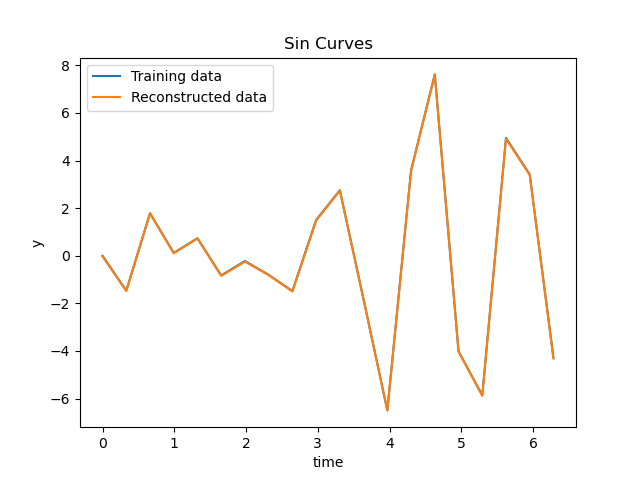 Sin Curves
Training data
Reconstructed data
8
6
4
2
0
−2
−4
−6
y
0 1 2 3 4 5 6
time